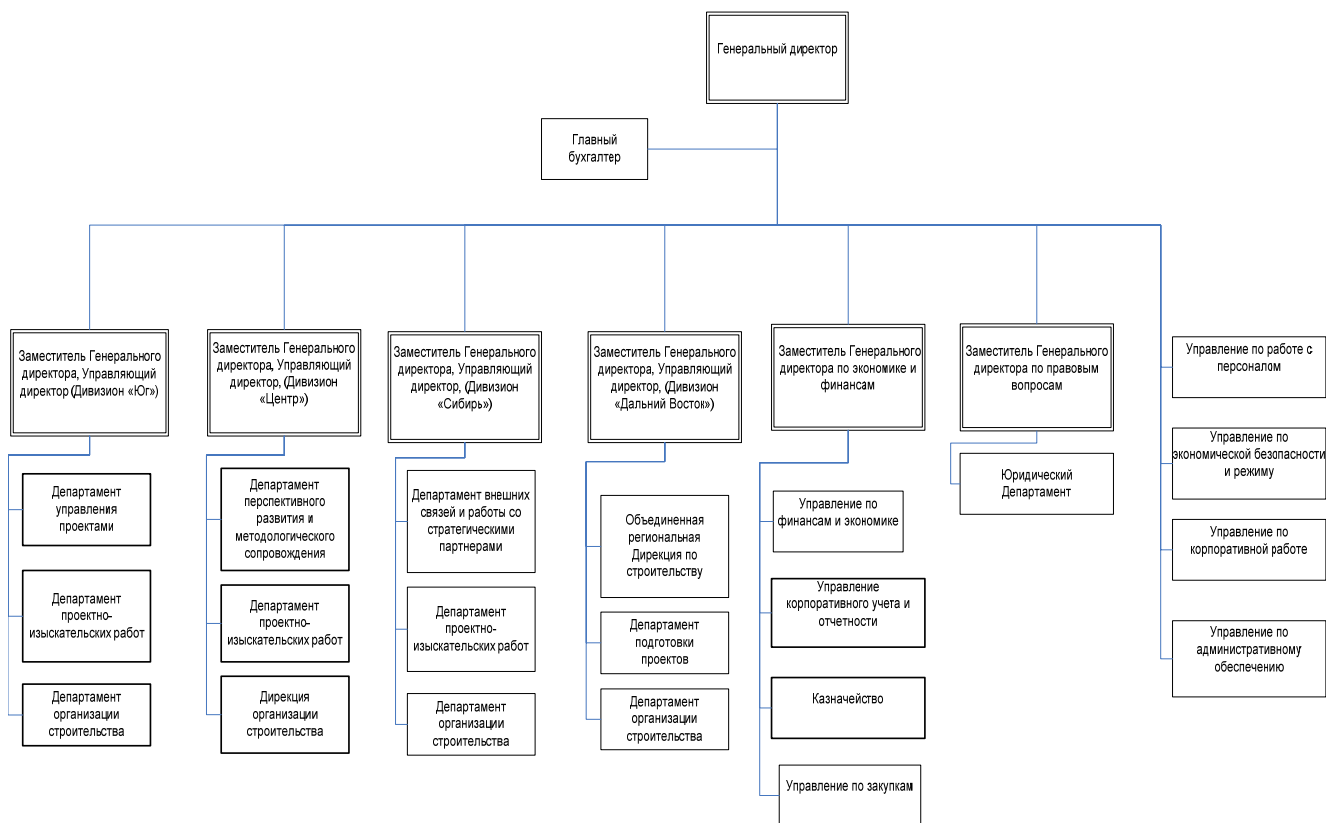 Генеральный директор
Главный
бухгалтер
Заместитель Генерального
директора, Управляющий
директор (Дивизион «Юг»)
Департамент
управления
проектами
Департамент
проектно-
изыскательских работ
Департамент
организации
строительства
Заместитель Генерального
директора, Управляющий
директор, (Дивизион
«Центр»)
Департамент
перспективного
развития и
методологического
сопровождения
Департамент
проектно-
изыскательских работ
Дирекция
организации
строительства
Заместитель Генерального
директора, Управляющий
директор, (Дивизион
«Сибирь»)
Департамент внешних
связей и работы со
стратегическими
партнерами
Департамент
проектно-
изыскательских работ
Департамент
организации
строительства
Заместитель Генерального
директора, Управляющий
директор, (Дивизион
«Дальний Восток»)
Объединенная
региональная
Дирекция по
строительству
Департамент
подготовки
проектов
Департамент
организации
строительства
Заместитель Генерального
директора по экономике и
финансам
Управление по
финансам и экономике
Управление
корпоративного учета и
отчетности
Казначейство
Управление по закупкам
Заместитель Генерального
директора по правовым
вопросам
Юридический
Департамент
Управление по работе с
персоналом
Управление по
экономической безопасности
и режиму
Управление по
корпоративной работе
Управление по
административному
обеспечению